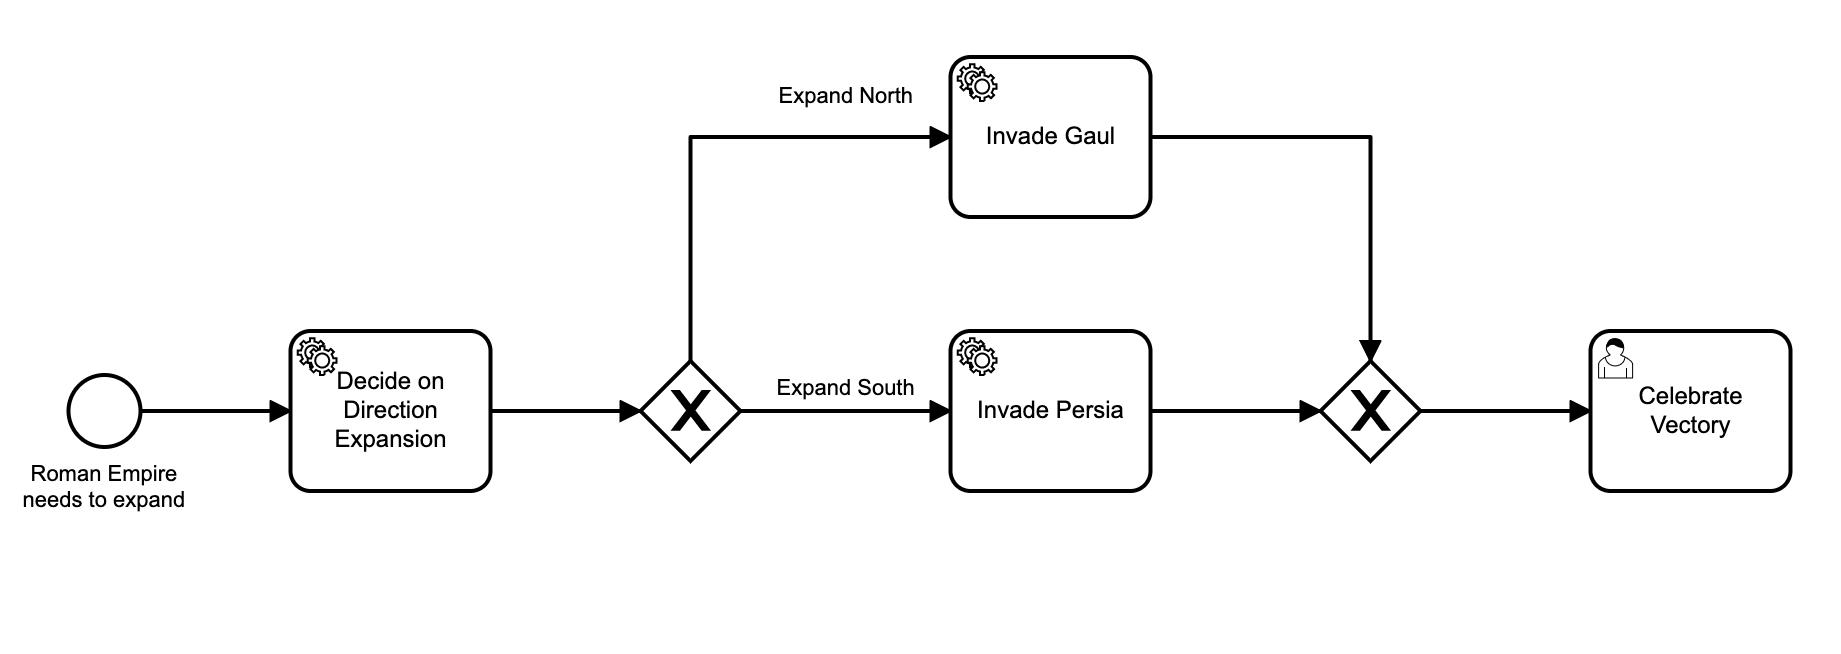 Expand North
Invade Gaul
Decide on
Direction
Expansion
X
Expand South
Invade Persia
X
Celebrate
Vectory
Roman Empire
needs to expand